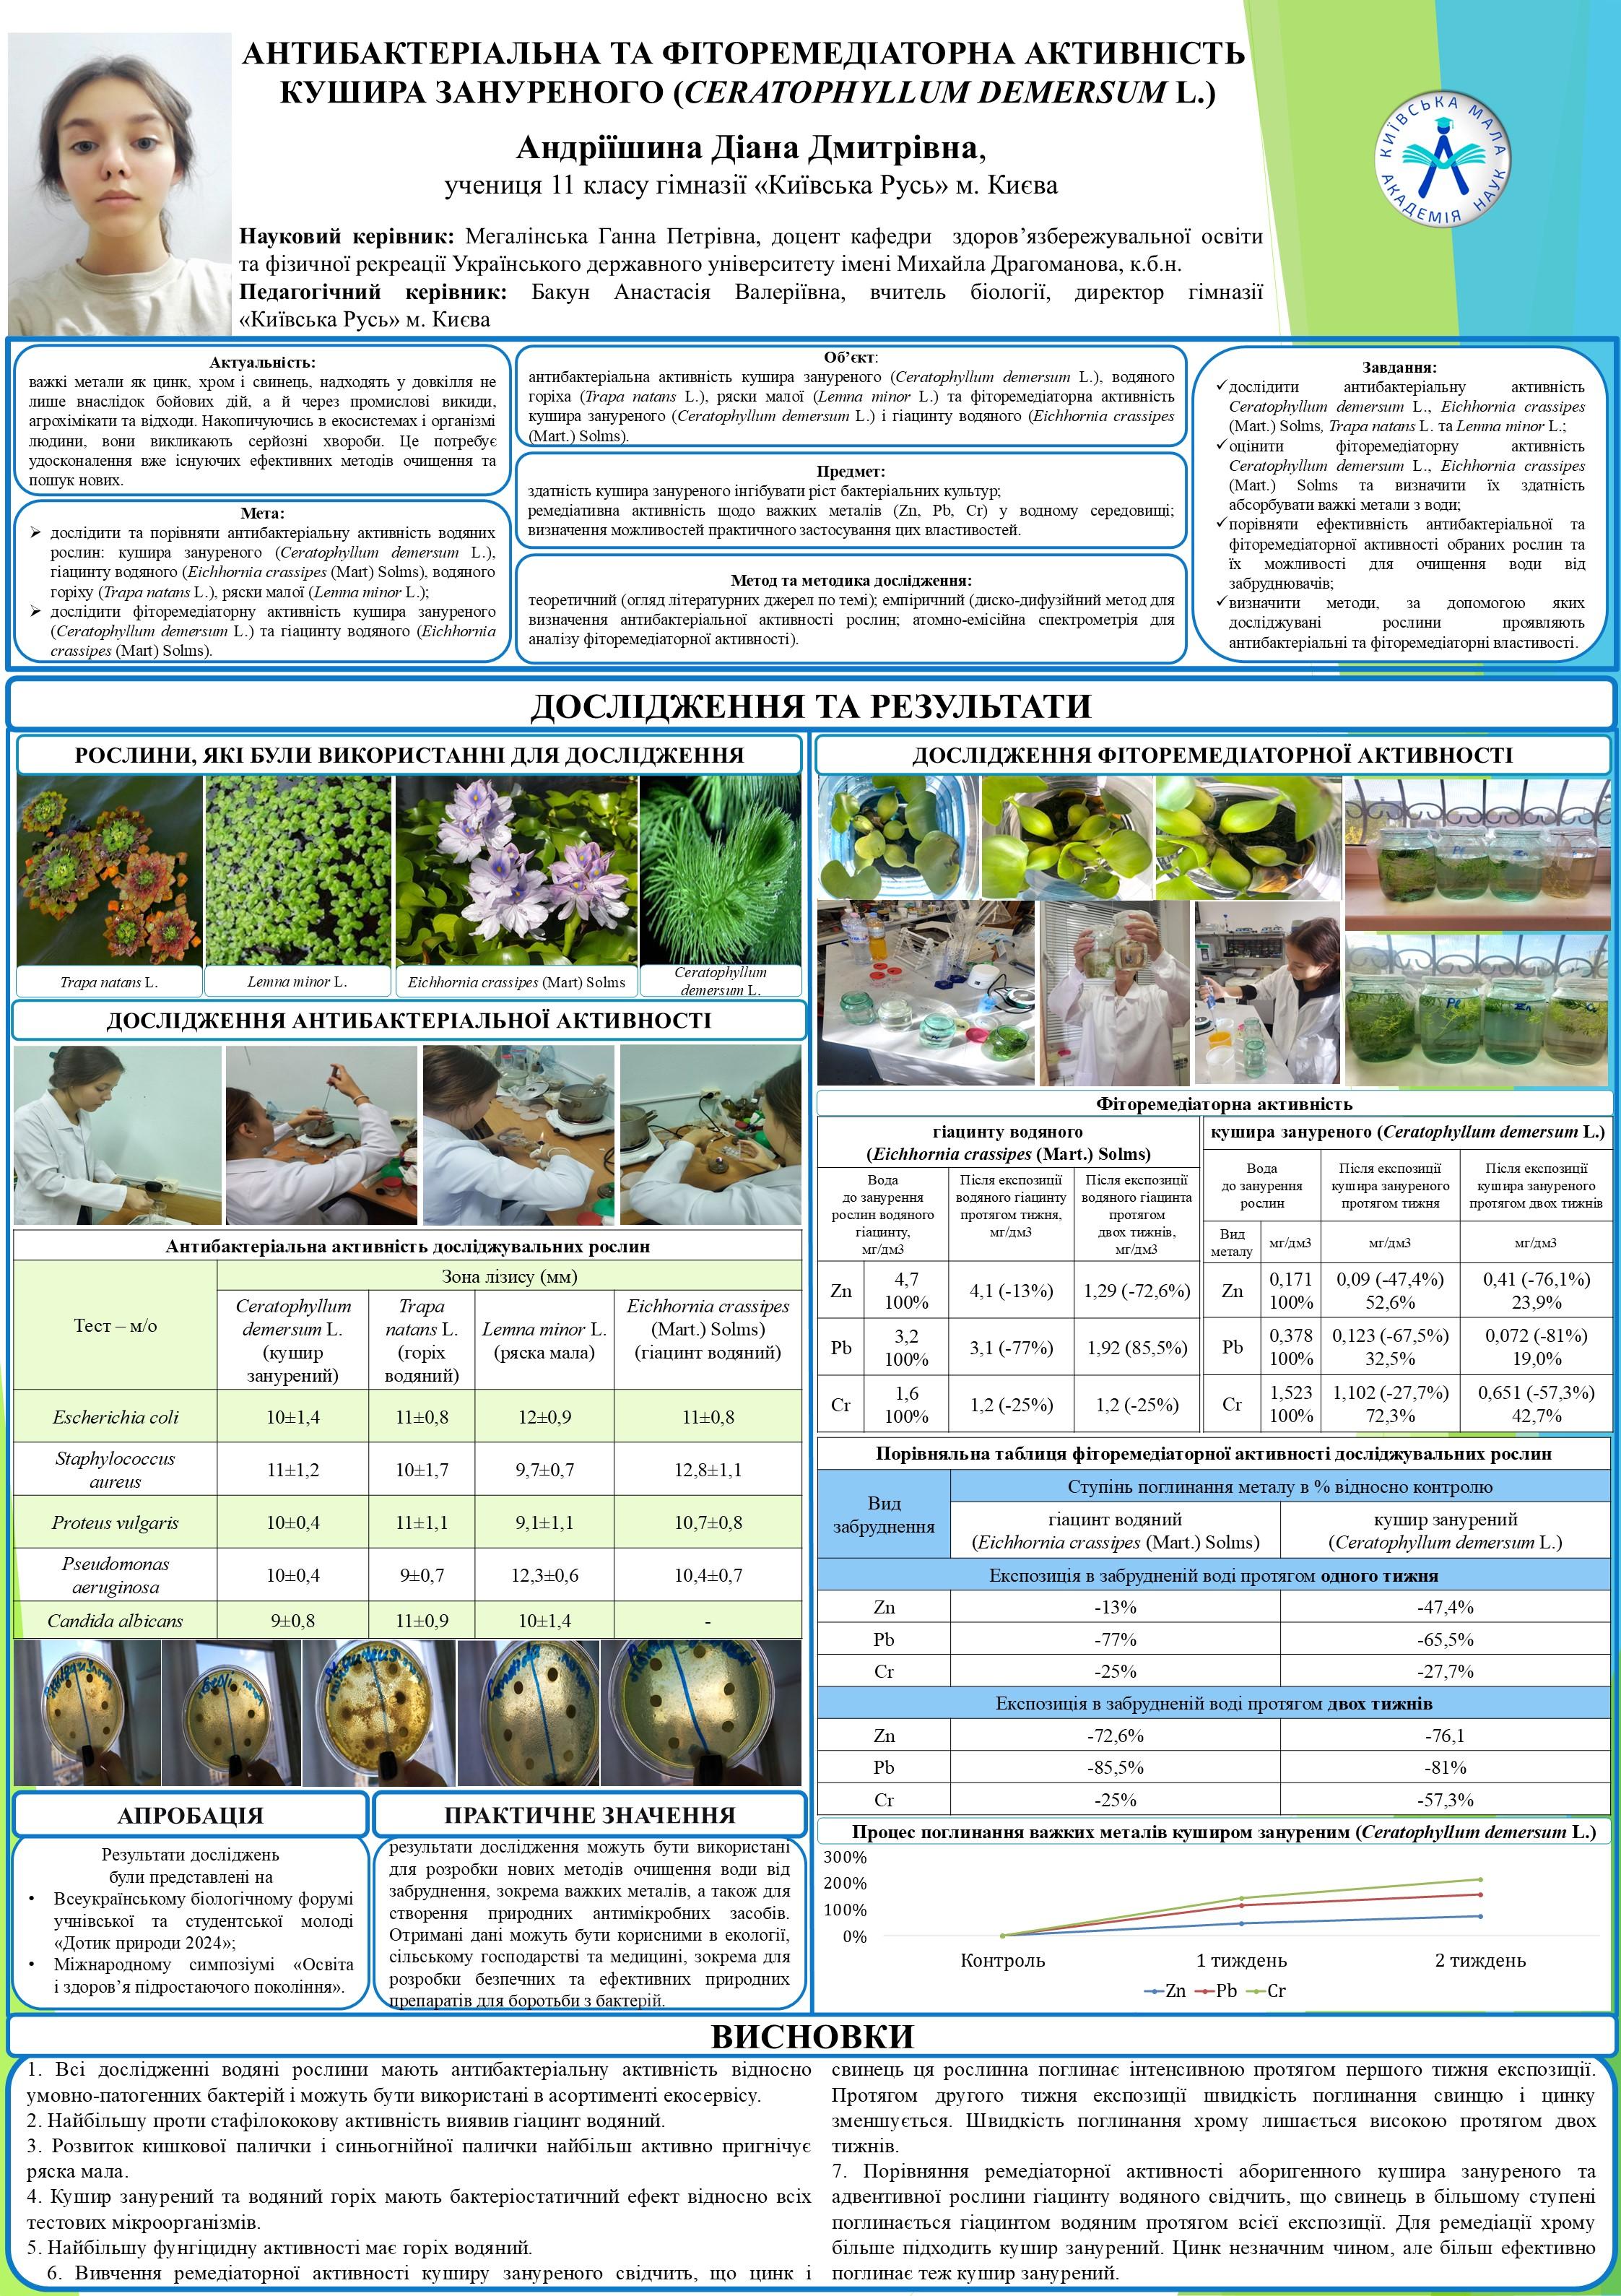 АНТИБАКТЕРІАЛЬНА ТА ФІТОРЕМЕДІАТОРНА АКТИВНІСТЬ
КУШИРА ЗАНУРЕНОГО (CERATOPHYLLUM DEMERSUM L.)
Андріїшина Діана Дмитрівна,
учениця 11 класу гімназії «Київська Русь» м. Києва
Науковий керівник: Мегалінська Ганна Петрівна, доцент кафедри здоров’язбережувальної освіти
та фізичної рекреації Українського державного університету імені Михайла Драгоманова, к.б.н.
Педагогічний керівник: Бакун Анастасія Валеріївна, вчитель біології, директор гімназії
«Київська Русь» м. Києва
КИЇВСЬКА МАЛА АКАДЕМІЯ НАУК
Актуальність:
важкі метали як цинк, хром і свинець, надходять у довкілля не
лише внаслідок бойових дій, а й через промислові викиди,
агрохімікати та відходи. Накопичуючись в екосистемах і організмі
людини, вони викликають серйозні хвороби. Це потребує
удосконалення вже існуючих ефективних методів очищення та
пошук нових.
Мета:
➢ дослідити та порівняти антибактеріальну активність водяних
рослин: кушира зануреного (Ceratophyllum demersum L.),
гіацинту водяного (Eichhornia crassipes (Mart) Solms), водяного
горіху (Trapa natans L.), ряски малої (Lemna minor L.);
➢ дослідити фіторемедіаторну активність кушира зануреного
(Ceratophyllum demersum L.) та гіацинту водяного (Eichhornia
crassipes (Mart) Solms).
Об’єкт:
антибактеріальна активність кушира зануреного (Ceratophyllum demersum L.), водяного
горіха (Trapa natans L.), ряски малої (Lemna minor L.) та фіторемедіаторна активність
кушира зануреного (Ceratophyllum demersum L.) і гіацинту водяного (Eichhornia crassipes
(Mart.) Solms).
Предмет:
здатність кушира зануреного інгібувати ріст бактеріальних культур;
ремедіативна активність щодо важких металів (Zn, Pb, Cr) у водному середовищі;
визначення можливостей практичного застосування цих властивостей.
Метод та методика дослідження:
теоретичний (огляд літературних джерел по темі); емпіричний (диско-дифузійний метод для
визначення антибактеріальної активності рослин; атомно-емісійна спектрометрія для
аналізу фіторемедіаторної активності).
Завдання:
✓дослідити антибактеріальну активність
Ceratophyllum demersum L., Eichhornia crassipes
(Mart.) Solms, Trapa natans L. та Lemna minor L.;
✓оцінити фіторемедіаторну активність
Ceratophyllum demersum L., Eichhornia crassipes
(Mart.) Solms та визначити їх здатність
абсорбувати важкі метали з води;
✓порівняти ефективність антибактеріальної та
фіторемедіаторної активності обраних рослин та
їх можливості для очищення води від
забруднювачів;
✓визначити методи, за допомогою яких
досліджувані рослини проявляють
антибактеріальні та фіторемедіаторні властивості.
ДОСЛІДЖЕННЯ ТА РЕЗУЛЬТАТИ
РОСЛИНИ, ЯКІ БУЛИ ВИКОРИСТАННІ ДЛЯ ДОСЛІДЖЕННЯ
Trapa natans L.
Lemna minor L.
Eichhornia crassipes (Mart) Solms
Ceratophyllum
demersum L.
ДОСЛІДЖЕННЯ АНТИБАКТЕРІАЛЬНОЇ АКТИВНОСТІ
Антибактеріальна активність досліджувальних рослин
Тест – м/о
Зона лізису (мм)
Ceratophyllum demersum L. (кушир занурений)
Trapa natans L. (горіх водяний)
Lemna minor L. (ряска мала)
Eichhornia crassipes (Mart.) Solms) (гіацинт водяний)
Escherichia coli 10±1,4 11±0,8 12±0,9 11±0,8
Staphylococcus aureus 11±1,2 10±1,7 9,7±0,7 12,8±1,1
Proteus vulgaris 10±0,4 11±1,1 9,1±1,1 10,7±0,8
Pseudomonas aeruginosa 10±0,4 9±0,7 12,3±0,6 10,4±0,7
Candida albicans 9±0,8 11±0,9 10±1,4 -
АПРОБАЦІЯ
Результати досліджень
були представлені на
• Всеукраїнському біологічному форумі
учнівської та студентської молоді
«Дотик природи 2024»;
• Міжнародному симпозіумі «Освіта
і здоров’я підростаючого покоління».
ПРАКТИЧНЕ ЗНАЧЕННЯ
результати дослідження можуть бути використані
для розробки нових методів очищення води від
забруднення, зокрема важких металів, а також для
створення природних антимікробних засобів.
Отримані дані можуть бути корисними в екології,
сільському господарстві та медицині, зокрема для
розробки безпечних та ефективних природних
препаратів для боротьби з бактерій.
ДОСЛІДЖЕННЯ ФІТОРЕМЕДІАТОРНОЇ АКТИВНОСТІ
Фіторемедіаторна активність
гіацинту водяного
(Eichhornia crassipes (Mart.) Solms)
Вода до занурення рослин водяного гіацинту, мг/дм3
Після експозиції водяного гіацинту протягом тижня, мг/дм3
Після експозиції водяного гіацинта протягом двох тижнів, мг/дм3
Zn 4,7 100% 4,1 (-13%) 1,29 (-72,6%)
Pb 3,2 100% 3,1 (-77%) 1,92 (85,5%)
Cr 1,6 100% 1,2 (-25%) 1,2 (-25%)
кушира зануреного (Ceratophyllum demersum L.)
Вода до занурення рослин
Після експозиції кушира зануреного протягом тижня
Після експозиції кушира зануреного протягом двох тижнів
Вид металу мг/дм3 мг/дм3 мг/дм3
Zn 0,171 100% 0,09 (-47,4%) 52,6% 0,41 (-76,1%) 23,9%
Pb 0,378 100% 0,123 (-67,5%) 32,5% 0,072 (-81%) 19,0%
Cr 1,523 100% 1,102 (-27,7%) 72,3% 0,651 (-57,3%) 42,7%
Порівняльна таблиця фіторемедіаторної активності досліджувальних рослин
Вид забруднення
Ступінь поглинання металу в % відносно контролю
гіацинт водяний (Eichhornia crassipes (Mart.) Solms)
кушир занурений (Ceratophyllum demersum L.)
Експозиція в забрудненій воді протягом одного тижня
Zn -13% -47,4%
Pb -77% -65,5%
Cr -25% -27,7%
Експозиція в забрудненій воді протягом двох тижнів
Zn -72,6% -76,1
Pb -85,5% -81%
Cr -25% -57,3%
Процес поглинання важких металів куширом зануреним (Ceratophyllum demersum L.)
300%
200%
100%
0%
Контроль 1 тиждень 2 тиждень
Zn Pb Cr
ВИСНОВКИ
1. Всі дослідженні водяні рослини мають антибактеріальну активність відносно
умовно-патогенних бактерій і можуть бути використані в асортименті екосервісу.
2. Найбільшу проти стафілококову активність виявив гіацинт водяний.
3. Розвиток кишкової палички і синьогнійної палички найбільш активно пригнічує
ряска мала.
4. Кушир занурений та водяний горіх мають бактеріостатичний ефект відносно всіх
тестових мікроорганізмів.
5. Найбільшу фунгіцидну активності має горіх водяний.
6. Вивчення ремедіаторної активності куширу зануреного свідчить, що цинк і
свинець ця рослинна поглинає інтенсивною протягом першого тижня експозиції.
Протягом другого тижня експозиції швидкість поглинання свинцю і цинку
зменшується. Швидкість поглинання хрому лишається високою протягом двох
тижнів.
7. Порівняння ремедіаторної активності аборигенного кушира зануреного та
адвентивної рослини гіацинту водяного свідчить, що свинець в більшому ступені
поглинається гіацинтом водяним протягом всієї експозиції. Для ремедіації хрому
більше підходить кушир занурений. Цинк незначним чином, але більш ефективно
поглинає теж кушир занурений.